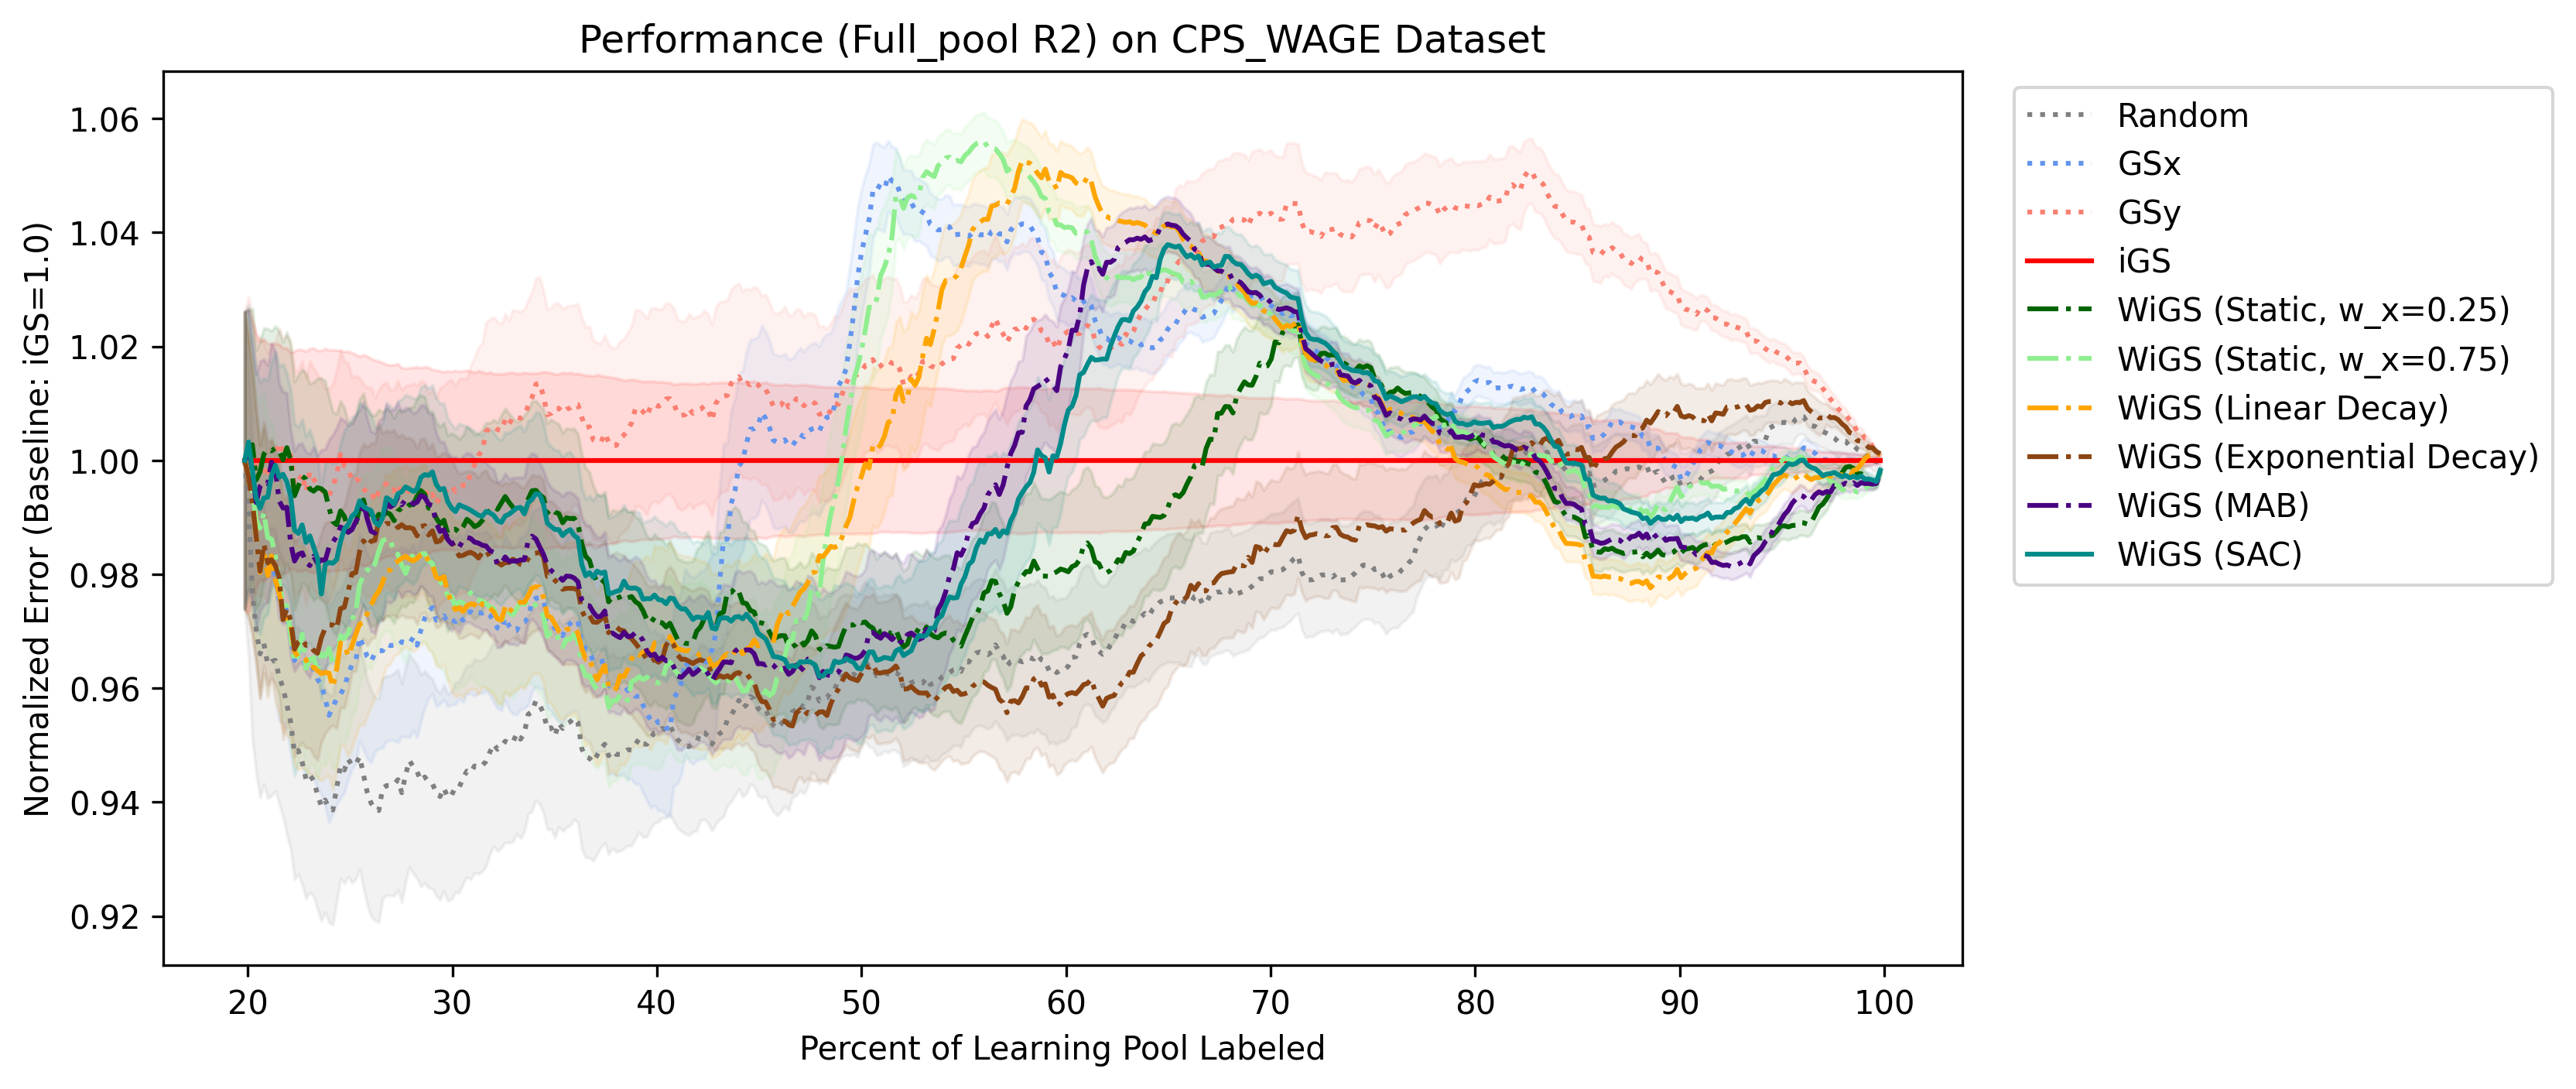 Performance (Full_pool R2) on CPS_WAGE Dataset
Normalized Error (Baseline: iGS=1.0)
1.06
1.04
1.02
1.00
0.98
0.96
0.94
0.92
20 30 40 50 60 70 80 90 100
Percent of Learning Pool Labeled
Random
GSx
GSy
iGS
WiGS (Static, w_x=0.25)
WiGS (Static, w_x=0.75)
WiGS (Linear Decay)
WiGS (Exponential Decay)
WiGS (MAB)
WiGS (SAC)